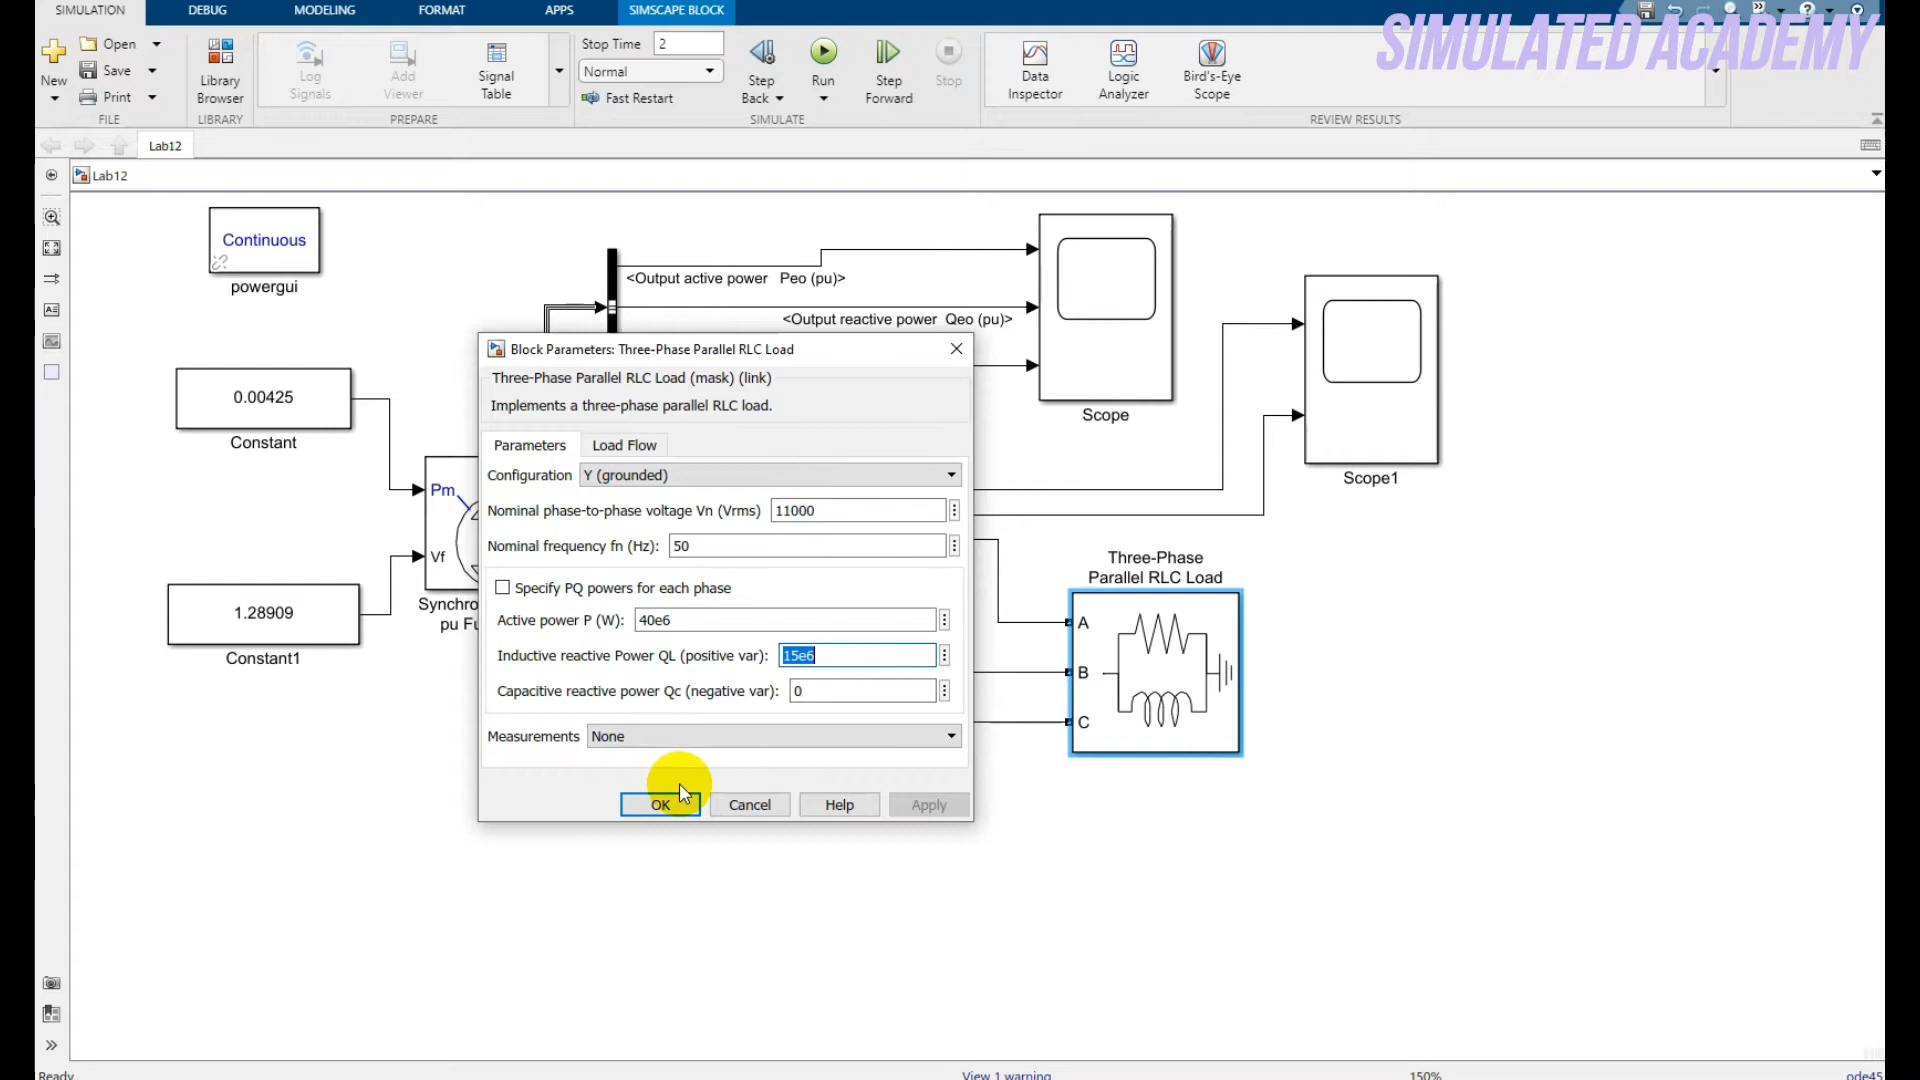 SIMULATION DEBUG MODELING FORMAT APPS SIMSCAPE BLOCK
SIMULATED ACADEMY
New
Open
Save
Print
FILE
Library
Browser
LIBRARY
Log
Signals
Add
Viewer
Signal
Table
PREPARE
Stop Time 2
Normal
Fast Restart
Step
Back
Run
Step
Forward
Stop
SIMULATE
Data
Inspector
Logic
Analyzer
Bird's-Eye
Scope
REVIEW RESULTS
Lab12
Lab12
Continuous
powergui
<Output active power Peo (pu)>
<Output reactive power Qeo (pu)>
Scope
Scope1
0.00425
Constant
Pm
Vf
1.28909
Constant1
Synchro
pu Fu
Block Parameters: Three-Phase Parallel RLC Load
Three-Phase Parallel RLC Load (mask) (link)
Implements a three-phase parallel RLC load.
Parameters Load Flow
Configuration Y (grounded)
Nominal phase-to-phase voltage Vn (Vrms) 11000
Nominal frequency fn (Hz): 50
Specify PQ powers for each phase
Active power P (W): 40e6
Inductive reactive Power QL (positive var): 15e6
Capacitive reactive power Qc (negative var): 0
Measurements None
OK Cancel Help Apply
Three-Phase
Parallel RLC Load
A
B
C
Ready View 1 warning 150% ode45